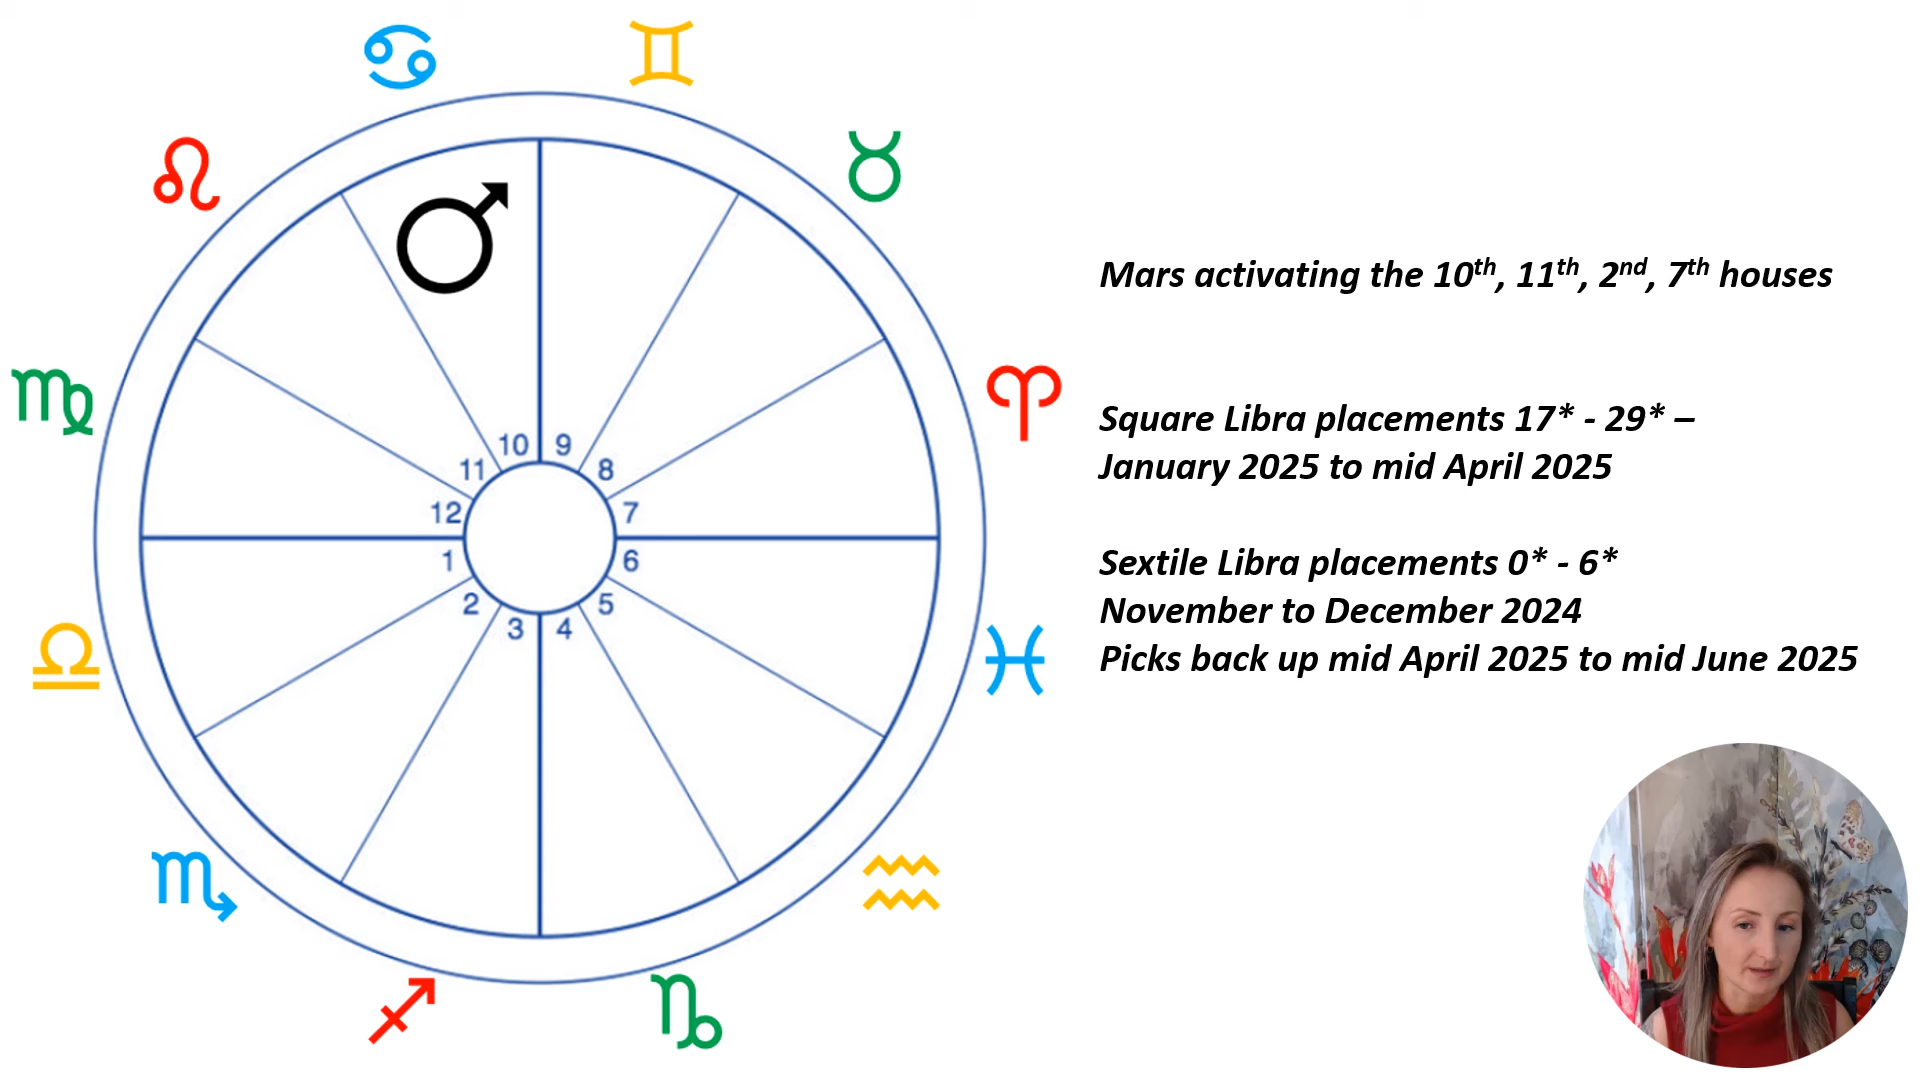 Mars activating the 10th, 11th, 2nd, 7th houses
Square Libra placements 17* - 29* –
January 2025 to mid April 2025
Sextile Libra placements 0* - 6*
November to December 2024
Picks back up mid April 2025 to mid June 2025
10 9
11 8
12 7
1 6
2 5
3 4